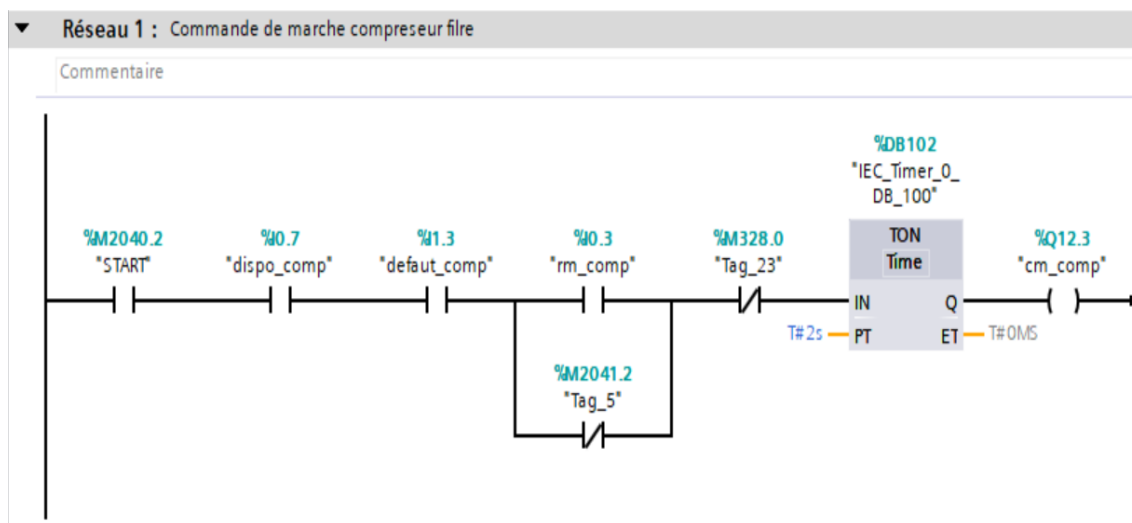 Réseau 1 : Commande de marche compreseur filre
Commentaire
%DB102
"IEC_Timer_0_
DB_100"
%M2040.2 %I0.7 %I1.3 %I0.3 %M328.0 TON %Q12.3
"START" "dispo_comp" "defaut_comp" "rm_comp" "Tag_23" Time "cm_comp"
IN Q
T#2s PT ET T#0MS
%M2041.2
"Tag_5"